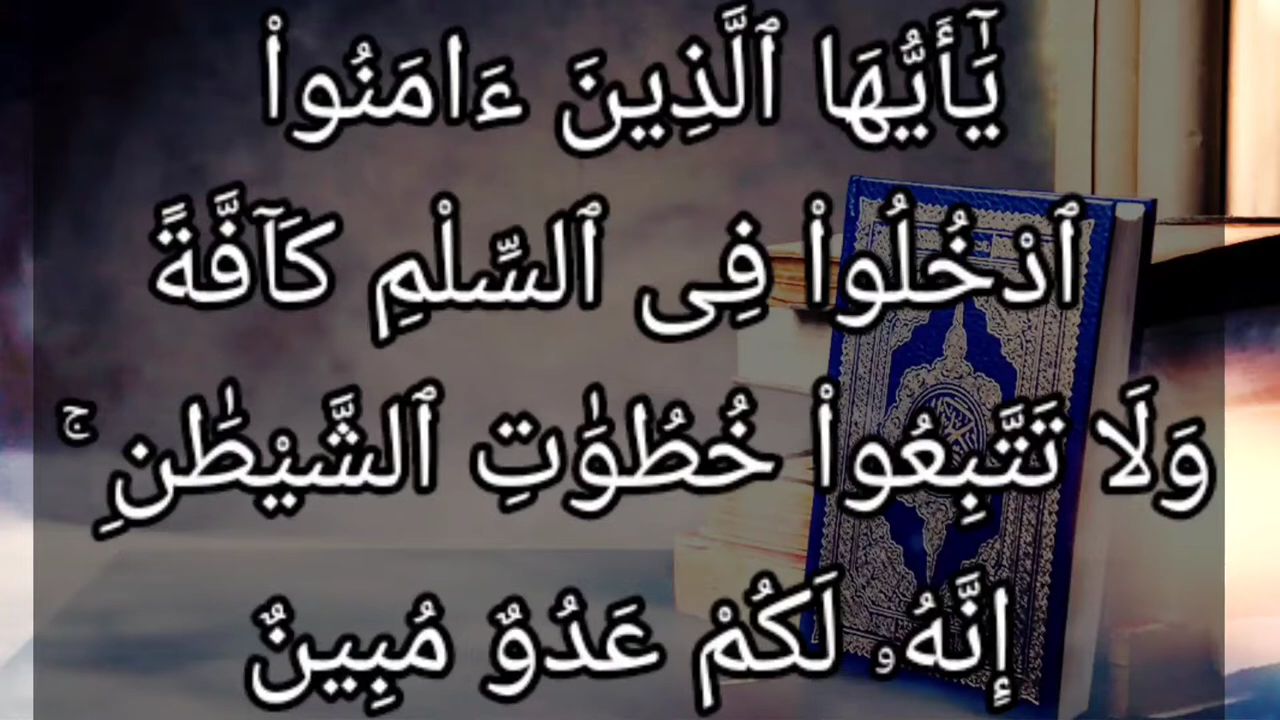 يَٰٓأَيُّهَا ٱلَّذِينَ ءَامَنُوا۟
ٱدْخُلُوا۟ فِى ٱلسِّلْمِ كَآفَّةً
وَلَا تَتَّبِعُوا۟ خُطُوَٰتِ ٱلشَّيْطَٰنِ ۚ
إِنَّهُۥ لَكُمْ عَدُوٌ مُبِينٌ